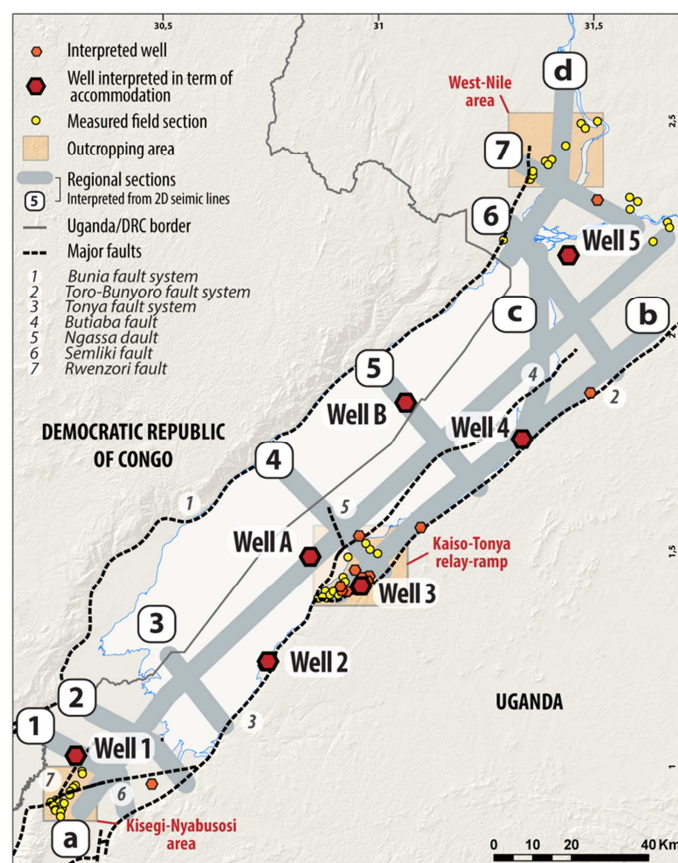 30,5
31
31,5
Interpreted well
Well interpreted in term of
accommodation
Measured field section
Outcropping area
Regional sections
5 Interpreted from 2D seimic lines
Uganda/DRC border
Major faults
1 Bunia fault system
2 Toro-Bunyoro fault system
3 Tonya fault system
4 Butiaba fault
5 Ngassa dault
6 Semliki fault
7 Rwenzori fault
West-Nile
area
d
2,5
7
6
Well 5
c
b
2
5
4
2
Well B
DEMOCRATIC REPUBLIC
OF CONGO
Well 4
4
1
5
1,5
Well A
Kaiso-Tonya
relay-ramp
Well 3
3
Well 2
UGANDA
2
3
1
Well 1
1
7
6
a
Kisegi-Nyabusosi
area
0 20 40 Km